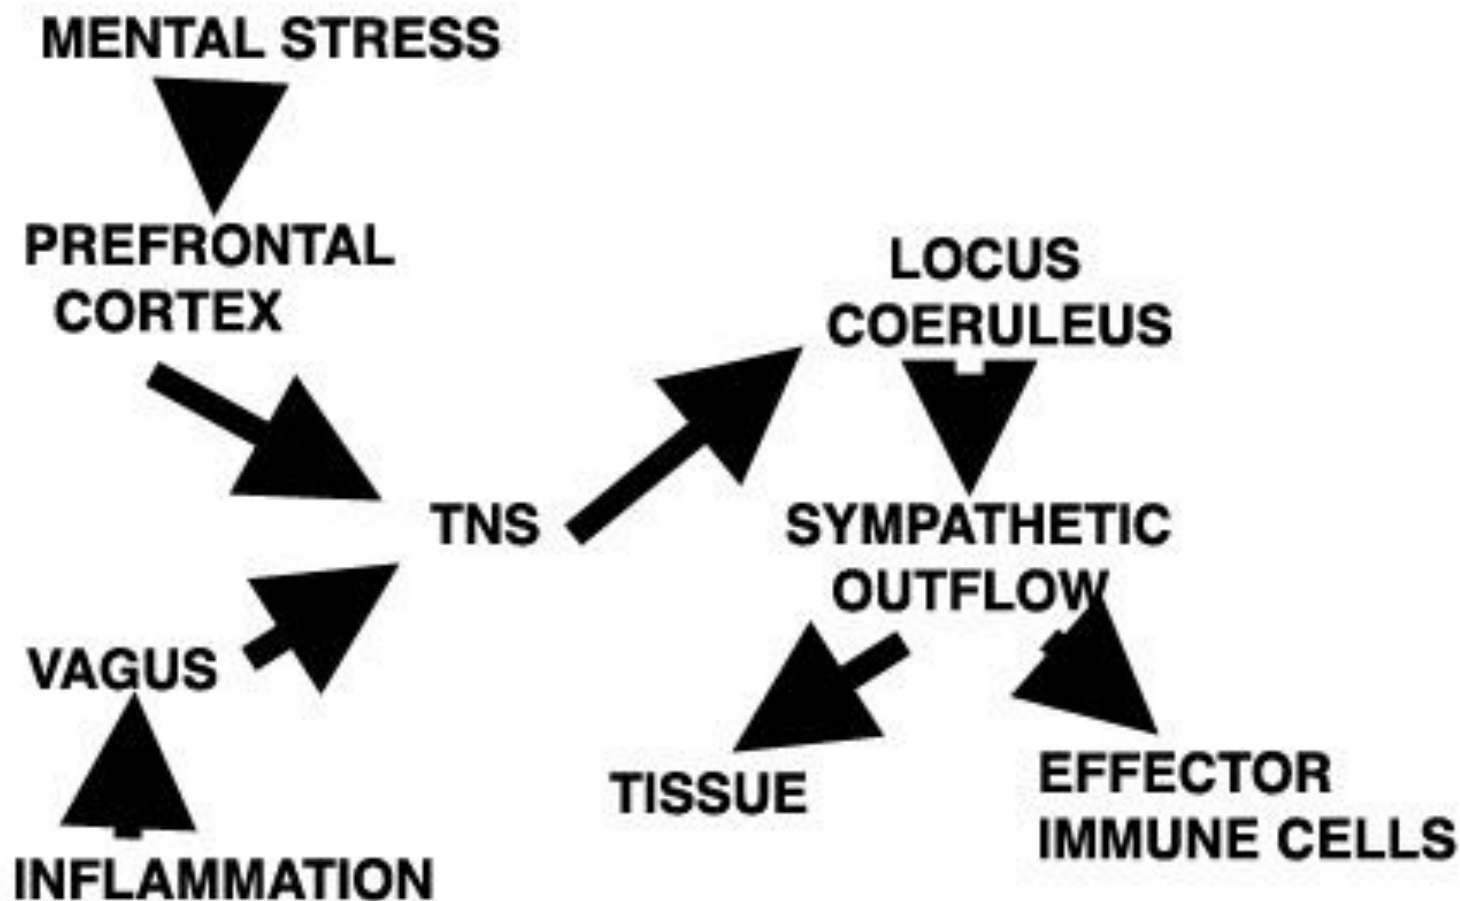 MENTAL STRESS
PREFRONTAL
CORTEX
LOCUS
COERULEUS
TNS
SYMPATHETIC
OUTFLOW
VAGUS
TISSUE
EFFECTOR
IMMUNE CELLS
INFLAMMATION